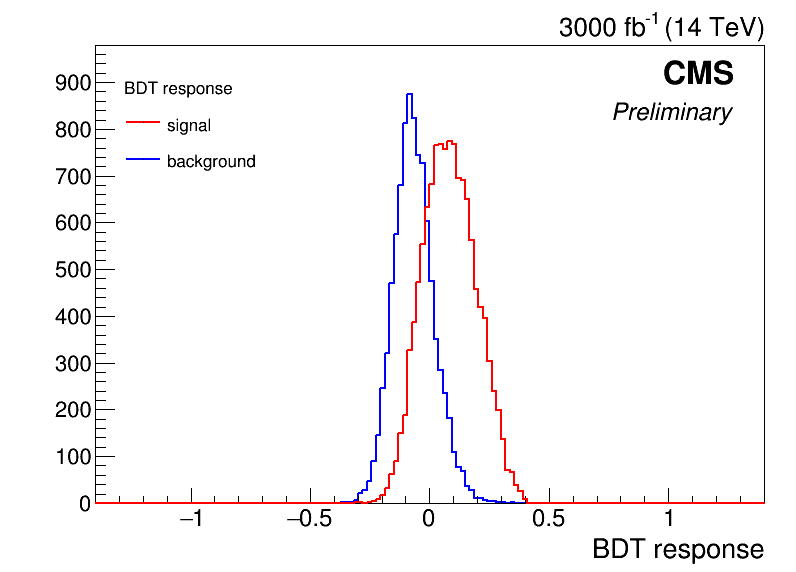 3000 fb-1 (14 TeV)
CMS
Preliminary
BDT response
signal
background
900
800
700
600
500
400
300
200
100
0
−1 −0.5 0 0.5 1
BDT response